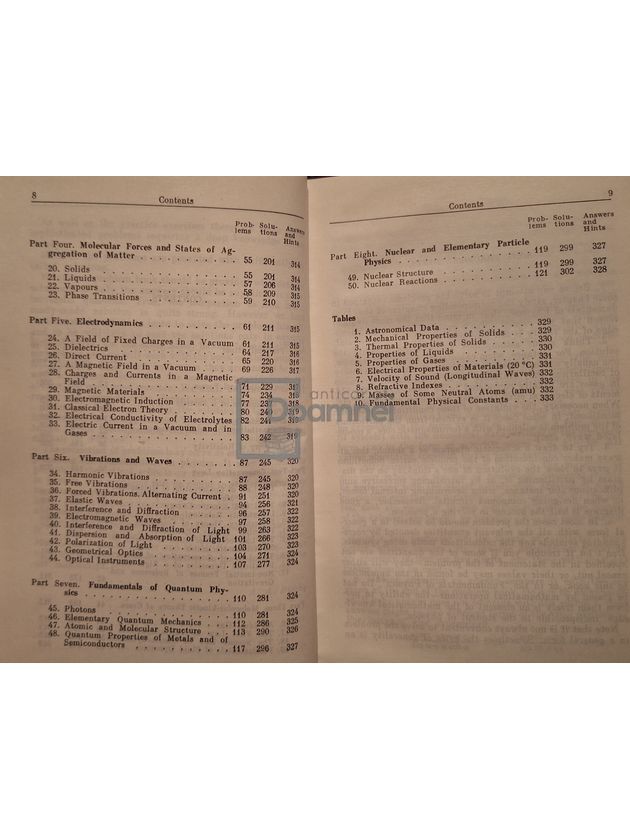 8
Contents
Prob- Solu- Answers
lems tions and
Hints
Part Four. Molecular Forces and States of Ag-
gregation of Matter 55 201 314
20. Solids 55 201 314
21. Liquids 57 206 314
22. Vapours 58 209 315
23. Phase Transitions 59 210 315
Part Five. Electrodynamics 61 211 315
24. A Field of Fixed Charges in a Vacuum 61 211 315
25. Dielectrics 64 217 316
26. Direct Current 65 220 316
27. A Magnetic Field in a Vacuum 69 226 317
28. Charges and Currents in a Magnetic
Field 71 229
29. Magnetic Materials 74 234
30. Electromagnetic Induction 77
31. Classical Electron Theory 80
32. Electrical Conductivity of Electrolytes 82
33. Electric Current in a Vacuum and in
Gases 83 242 319
Part Six. Vibrations and Waves 87 245 320
34. Harmonic Vibrations 87 245 320
35. Free Vibrations 88 248 320
36. Forced Vibrations. Alternating Current 91 251 320
37. Elastic Waves 94 256 321
38. Interference and Diffraction 96 257 322
39. Electromagnetic Waves 97 258 322
40. Interference and Diffraction of Light 99 263 322
41. Dispersion and Absorption of Light 101 266 323
42. Polarization of Light 103 270 323
43. Geometrical Optics 104 271 324
44. Optical Instruments 107 277 324
Part Seven. Fundamentals of Quantum Phy-
sics 110 281 324
45. Photons 110 281 324
46. Elementary Quantum Mechanics 112 286 325
47. Atomic and Molecular Structure 113 290 326
48. Quantum Properties of Metals and of
Semiconductors 117 296 327
antic
Doamnei
Contents
9
Prob- Solu- Answers
lems tions and
Hints
Part Eight. Nuclear and Elementary Particle
Physics 119 299 327
49. Nuclear Structure 119 299 327
50. Nuclear Reactions 121 302 328
Tables
1. Astronomical Data 329
2. Mechanical Properties of Solids 329
3. Thermal Properties of Solids 330
4. Properties of Liquids 330
5. Properties of Gases 331
6. Electrical Properties of Materials (20 °C) 331
7. Velocity of Sound (Longitudinal Waves) 332
8. Refractive Indexes 332
9. Masses of Some Neutral Atoms (amu) 332
10. Fundamental Physical Constants 333